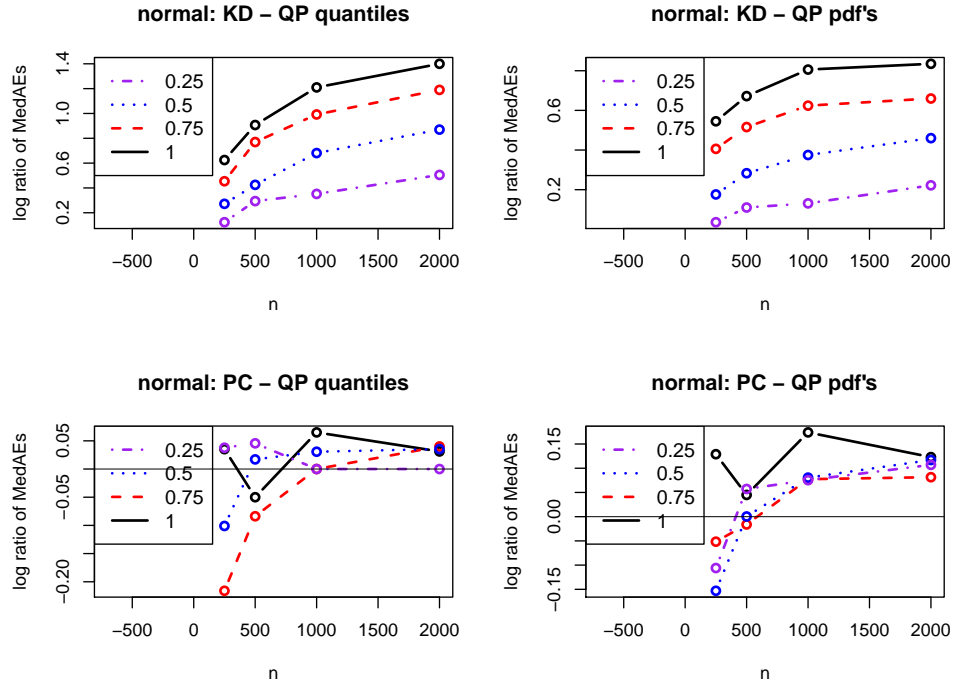 normal: KD − QP quantiles
log ratio of MedAEs
0.2 0.6 1.0 1.4
0.25
0.5
0.75
1
−500 0 500 1000 1500 2000
n
normal: KD − QP pdf's
log ratio of MedAEs
0.2 0.6
0.25
0.5
0.75
1
−500 0 500 1000 1500 2000
n
normal: PC − QP quantiles
log ratio of MedAEs
−0.20 −0.05 0.05
0.25
0.5
0.75
1
−500 0 500 1000 1500 2000
n
normal: PC − QP pdf's
log ratio of MedAEs
−0.15 0.00 0.15
0.25
0.5
0.75
1
−500 0 500 1000 1500 2000
n